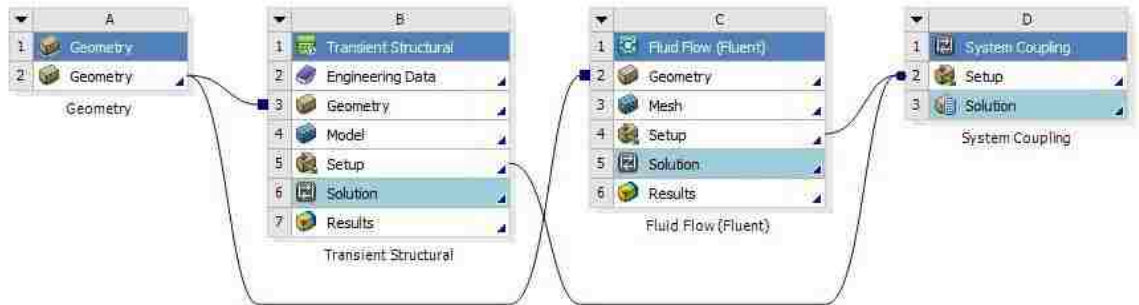 A
1 Geometry
2 Geometry
Geometry
B
1 Transient Structural
2 Engineering Data
3 Geometry
4 Model
5 Setup
6 Solution
7 Results
Transient Structural
C
1 Fluid Flow (Fluent)
2 Geometry
3 Mesh
4 Setup
5 Solution
6 Results
Fluid Flow (Fluent)
D
1 System Coupling
2 Setup
3 Solution
System Coupling